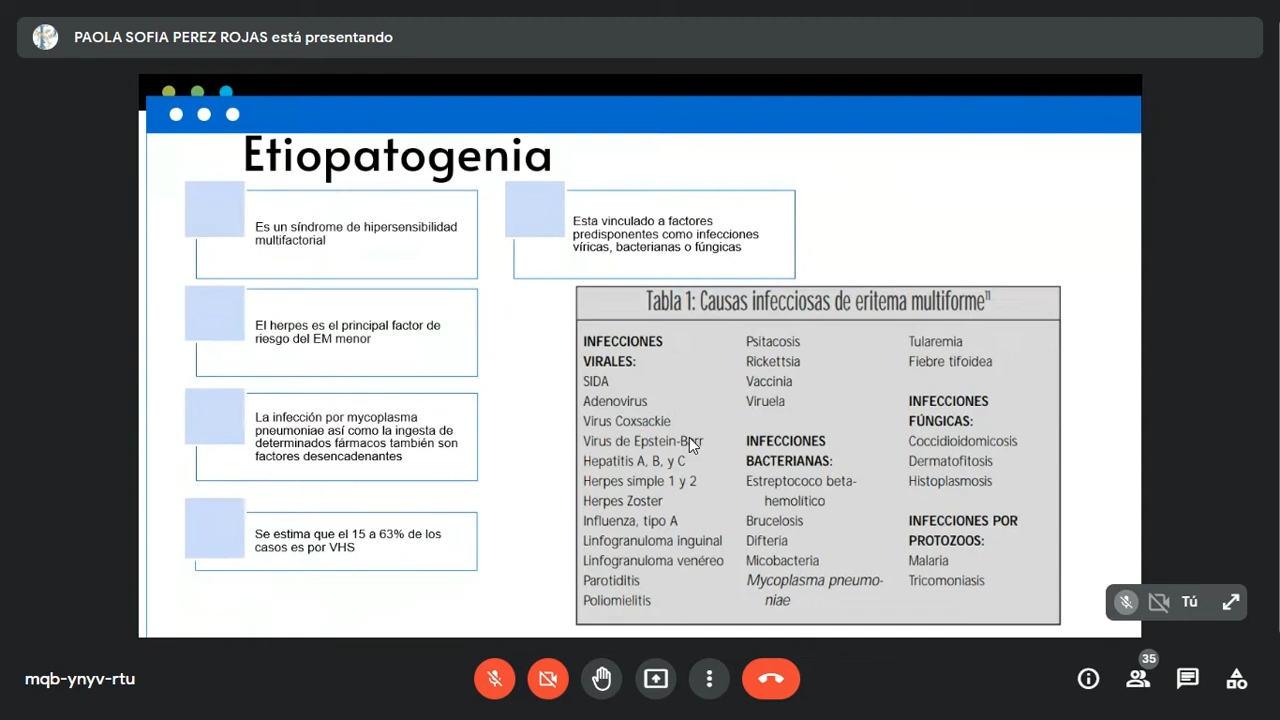 PAOLA SOFIA PEREZ ROJAS está presentando
Etiopatogenia
Es un síndrome de hipersensibilidad
multifactorial
Esta vinculado a factores
predisponentes como infecciones
víricas, bacterianas o fúngicas
El herpes es el principal factor de
riesgo del EM menor
La infección por mycoplasma
pneumoniae así como la ingesta de
determinados fármacos también son
factores desencadenantes
Se estima que el 15 a 63% de los
casos es por VHS
Tabla 1: Causas infecciosas de eritema multiforme11
INFECCIONES
VIRALES:
SIDA
Adenovirus
Virus Coxsackie
Virus de Epstein-Barr
Hepatitis A, B, y C
Herpes simple 1 y 2
Herpes Zoster
Influenza, tipo A
Linfogranuloma inguinal
Linfogranuloma venéreo
Parotiditis
Poliomielitis
Psitacosis
Rickettsia
Vaccinia
Viruela
INFECCIONES
BACTERIANAS:
Estreptococo beta-
hemolítico
Brucelosis
Difteria
Micobacteria
Mycoplasma pneumo-
niae
Tularemia
Fiebre tifoidea
INFECCIONES
FÚNGICAS:
Coccidioidomicosis
Dermatofitosis
Histoplasmosis
INFECCIONES POR
PROTOZOOS:
Malaria
Tricomoniasis
Tú
mqb-ynyv-rtu
35